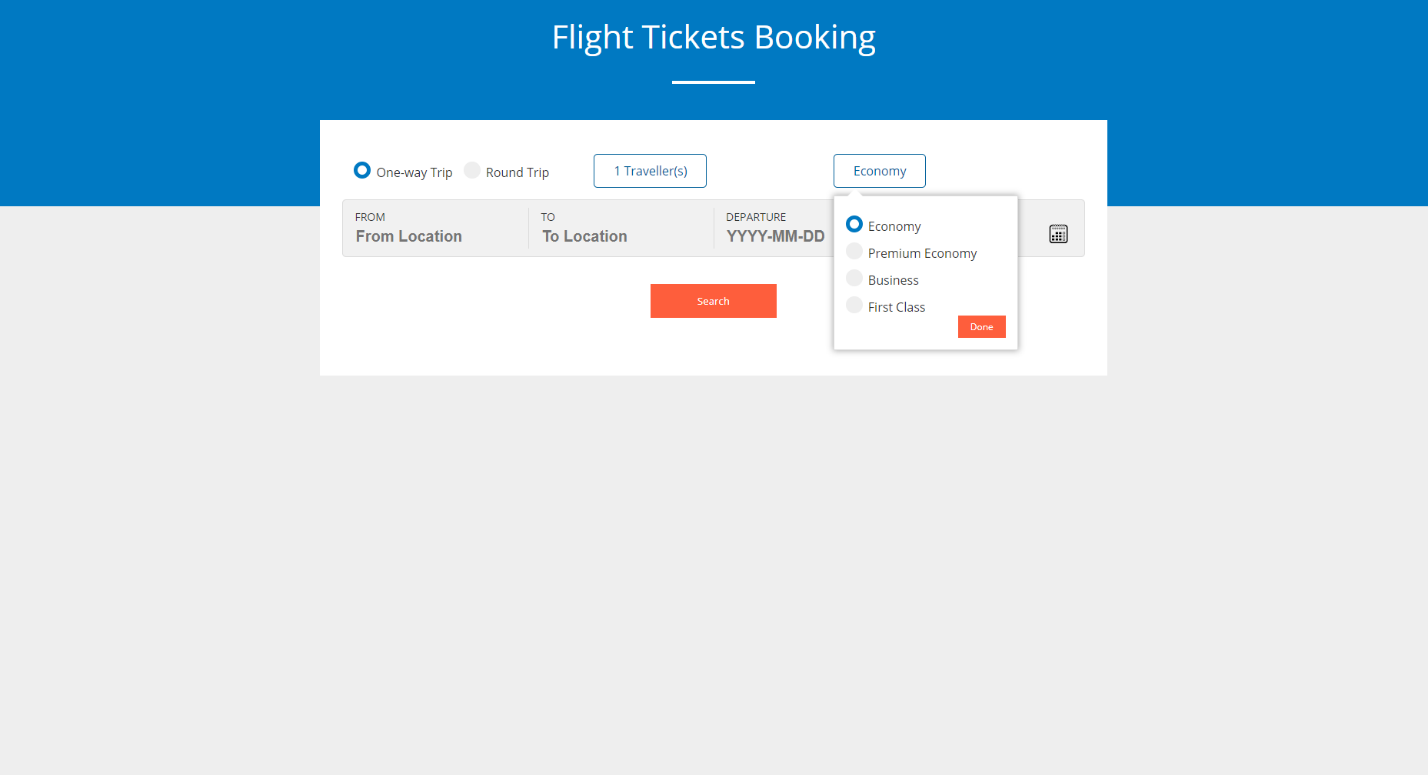 Flight Tickets Booking
One-way Trip
Round Trip
1 Traveller(s)
Economy
FROM
From Location
TO
To Location
DEPARTURE
YYYY-MM-DD
Economy
Premium Economy
Business
First Class
Done
Search